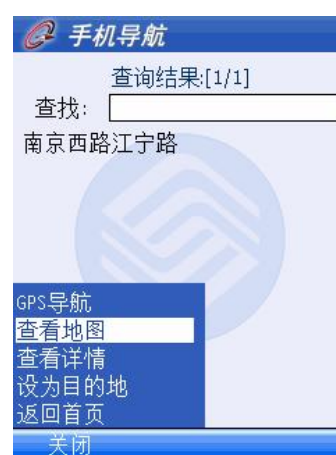 手机导航
查询结果:[1/1]
查找:
南京西路江宁路
GPS导航
查看地图
查看详情
设为目的地
返回首页
关闭